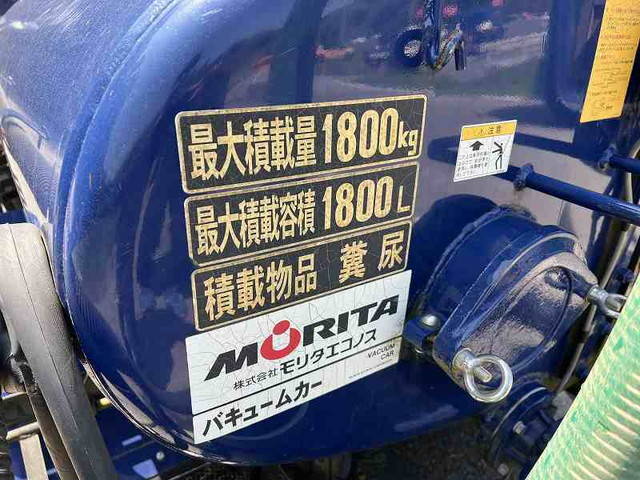 最大積載量 1800kg
最大積載容積 1800L
積載物品 糞尿
MORITA
株式会社モリタエコノス
VACUUM
CAR
バキュームカー
注意